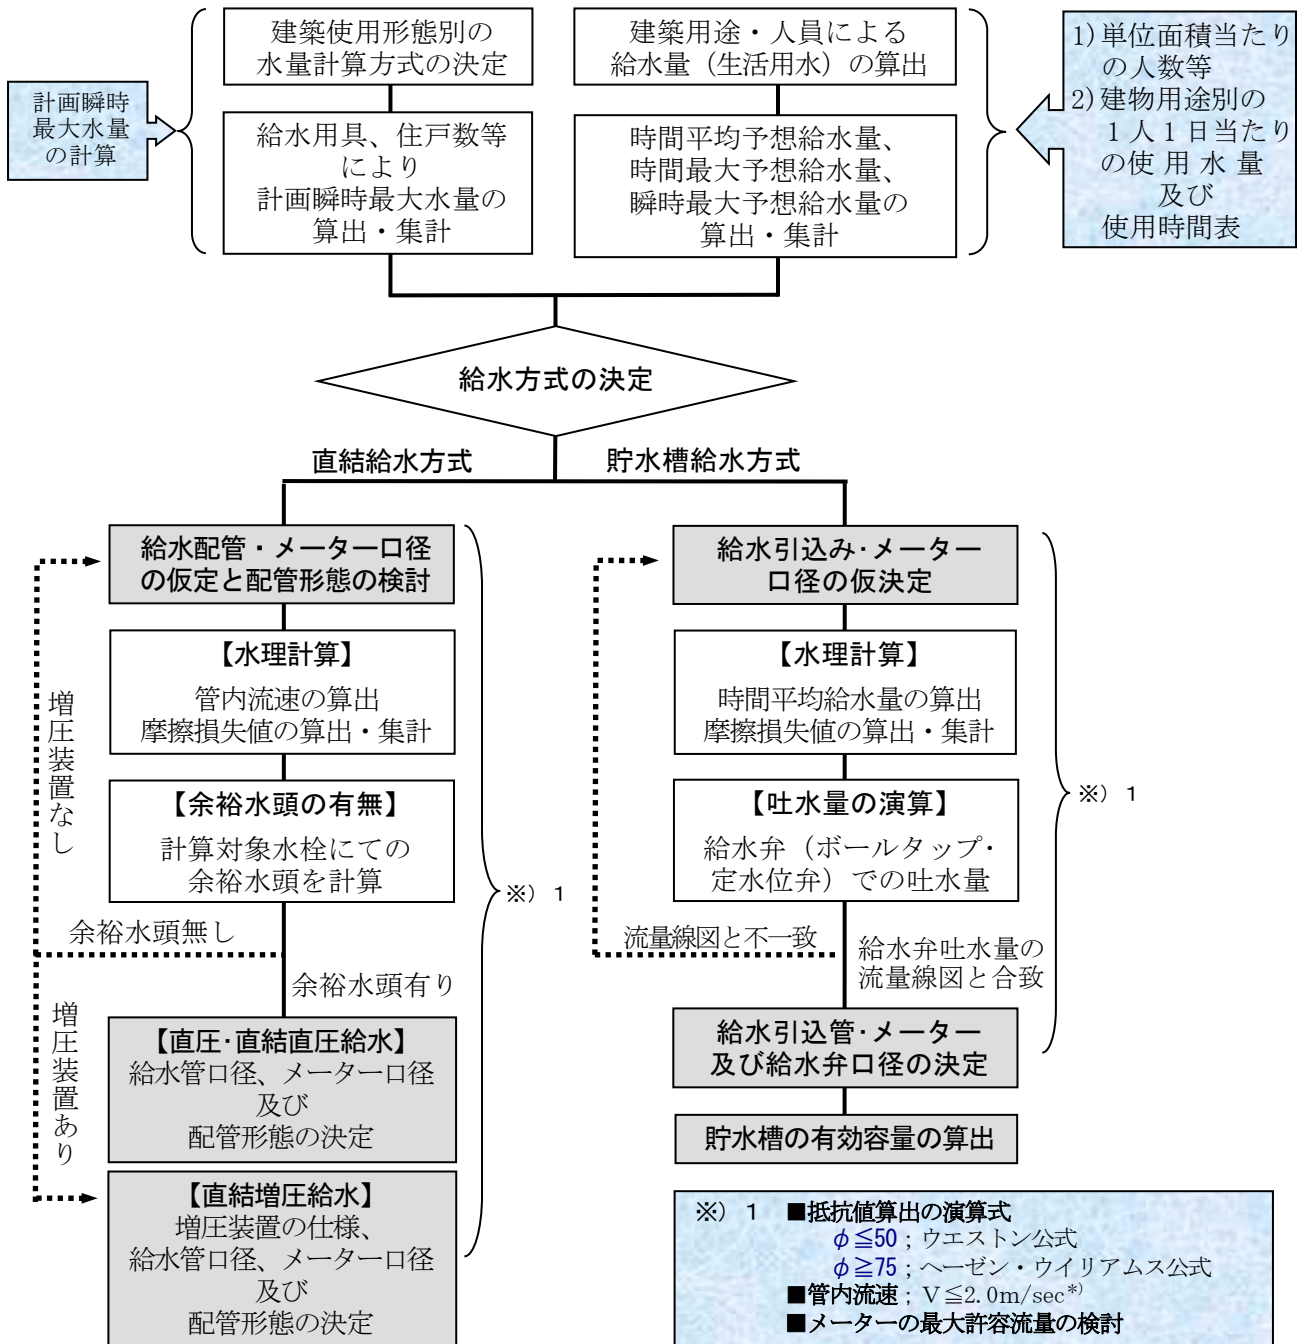 計画瞬時
最大水量
の計算
建築使用形態別の
水量計算方式の決定
給水用具、住戸数等
により
計画瞬時最大水量の
算出・集計
建築用途・人員による
給水量（生活用水）の算出
時間平均予想給水量、
時間最大予想給水量、
瞬時最大予想給水量の
算出・集計
1)単位面積当たり
の人数等
2)建物用途別の
１人１日当たり
の使用水量
及び
使用時間表
給水方式の決定
直結給水方式
貯水槽給水方式
給水配管・メーター口径
の仮定と配管形態の検討
【水理計算】
管内流速の算出
摩擦損失値の算出・集計
【余裕水頭の有無】
計算対象水栓にての
余裕水頭を計算
増圧装置なし
余裕水頭無し
余裕水頭有り
増圧装置あり
【直圧･直結直圧給水】
給水管口径、メーター口径
及び
配管形態の決定
【直結増圧給水】
増圧装置の仕様、
給水管口径、メーター口径
及び
配管形態の決定
※）１
給水引込み･メーター
口径の仮決定
【水理計算】
時間平均給水量の算出
摩擦損失値の算出・集計
【吐水量の演算】
給水弁（ボールタップ・
定水位弁）での吐水量
流量線図と不一致
給水弁吐水量の
流量線図と合致
給水引込管･メーター
及び給水弁口径の決定
貯水槽の有効容量の算出
※）１
※）１ ■抵抗値算出の演算式
φ≦50；ウエストン公式
φ≧75；ヘーゼン・ウイリアムス公式
■管内流速；Ｖ≦2.0m/sec*)
■メーターの最大許容流量の検討